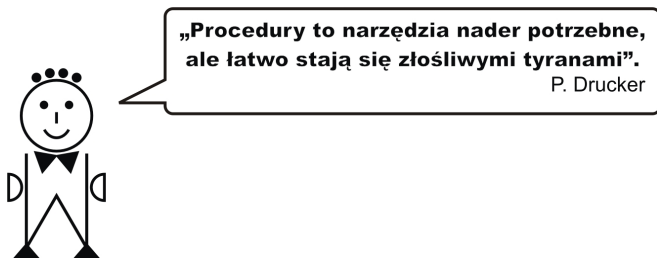 „Procedury to narzędzia nader potrzebne,
ale łatwo stają się złośliwymi tyranami”.
P. Drucker